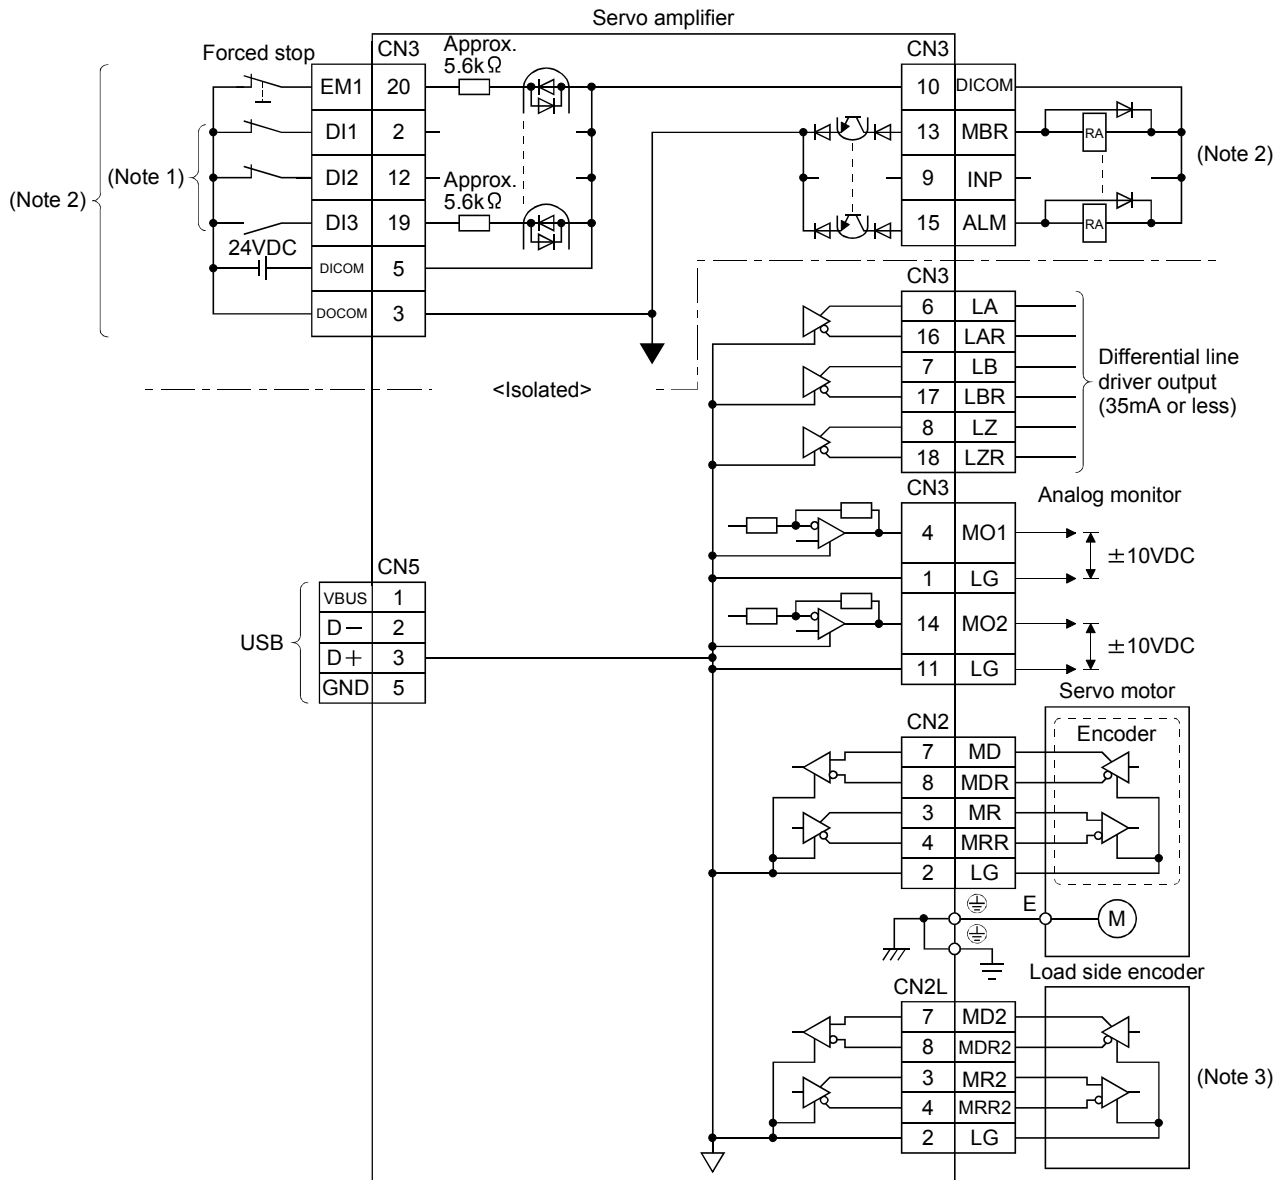 Servo amplifier
Forced stop
CN3
Approx.
5.6kΩ
CN3
EM1 20
10 DICOM
DI1 2
13 MBR RA
(Note 1)
(Note 2)
DI2 12
Approx.
5.6kΩ
9 INP
(Note 2)
DI3 19
15 ALM RA
24VDC
DICOM 5
DOCOM 3
<Isolated>
CN3
6 LA
16 LAR
7 LB
17 LBR
8 LZ
18 LZR
Differential line
driver output
(35mA or less)
CN3
Analog monitor
4 MO1
±10VDC
1 LG
14 MO2
±10VDC
11 LG
CN5
USB
VBUS 1
D− 2
D+ 3
GND 5
Servo motor
CN2
Encoder
7 MD
8 MDR
3 MR
4 MRR
2 LG
E
M
Load side encoder
CN2L
7 MD2
8 MDR2
3 MR2
4 MRR2
2 LG
(Note 3)